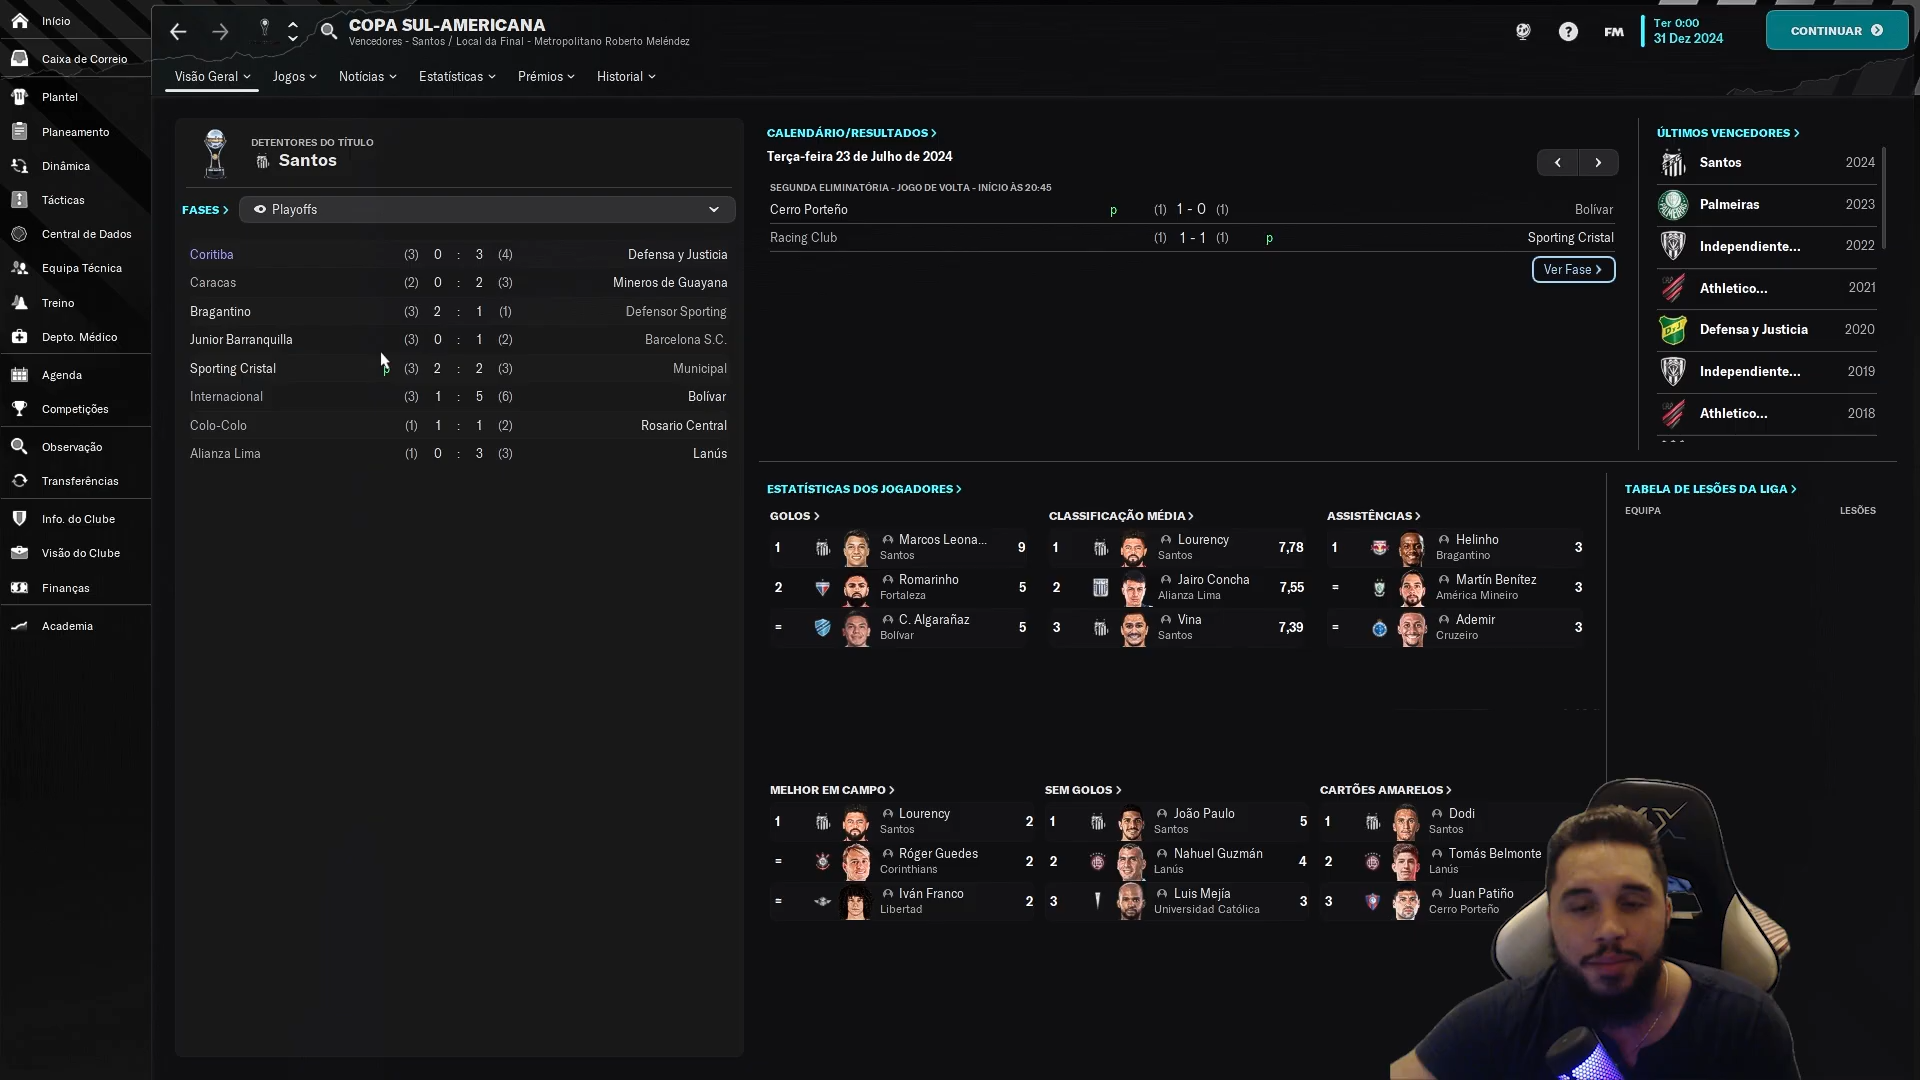 Início
Caixa de Correio
Plantel
Planeamento
Dinâmica
Tácticas
Central de Dados
Equipa Técnica
Treino
Depto. Médico
Agenda
Competições
Observação
Transferências
Info. do Clube
Visão do Clube
Finanças
Academia
COPA SUL-AMERICANA
Vencedores - Santos / Local da Final - Metropolitano Roberto Meléndez
FM
Ter 0:00
31 Dez 2024
CONTINUAR
Visão Geral Jogos Notícias Estatísticas Prémios Historial
DETENTORES DO TÍTULO
Santos
FASES Playoffs
Coritiba (3) 0 : 3 (4) Defensa y Justicia
Caracas (2) 0 : 2 (3) Mineros de Guayana
Bragantino (3) 2 : 1 (1) Defensor Sporting
Junior Barranquilla (3) 0 : 1 (2) Barcelona S.C.
Sporting Cristal p (3) 2 : 2 (3) Municipal
Internacional (3) 1 : 5 (6) Bolívar
Colo-Colo (1) 1 : 1 (2) Rosario Central
Alianza Lima (1) 0 : 3 (3) Lanús
CALENDÁRIO/RESULTADOS
Terça-feira 23 de Julho de 2024
SEGUNDA ELIMINATÓRIA - JOGO DE VOLTA - INÍCIO ÀS 20:45
Cerro Porteño p (1) 1 - 0 (1) Bolívar
Racing Club (1) 1 - 1 (1) p Sporting Cristal
Ver Fase
ÚLTIMOS VENCEDORES
Santos 2024
Palmeiras 2023
Independiente... 2022
Athletico... 2021
Defensa y Justicia 2020
Independiente... 2019
Athletico... 2018
ESTATÍSTICAS DOS JOGADORES
GOLOS
1 Marcos Leona... 9
Santos
2 Romarinho 5
Fortaleza
= C. Algarañaz 5
Bolívar
CLASSIFICAÇÃO MÉDIA
1 Lourency 7,78
Santos
2 Jairo Concha 7,55
Alianza Lima
3 Vina 7,39
Santos
ASSISTÊNCIAS
1 Helinho 3
Bragantino
= Martín Benítez 3
América Mineiro
= Ademir 3
Cruzeiro
TABELA DE LESÕES DA LIGA
EQUIPA LESÕES
MELHOR EM CAMPO
1 Lourency 2
Santos
= Róger Guedes 2
Corinthians
= Iván Franco 2
Libertad
SEM GOLOS
1 João Paulo 5
Santos
2 Nahuel Guzmán 4
Lanús
3 Luis Mejía 3
Universidad Católica
CARTÕES AMARELOS
1 Dodi
Santos
2 Tomás Belmonte
Lanús
3 Juan Patiño
Cerro Porteño